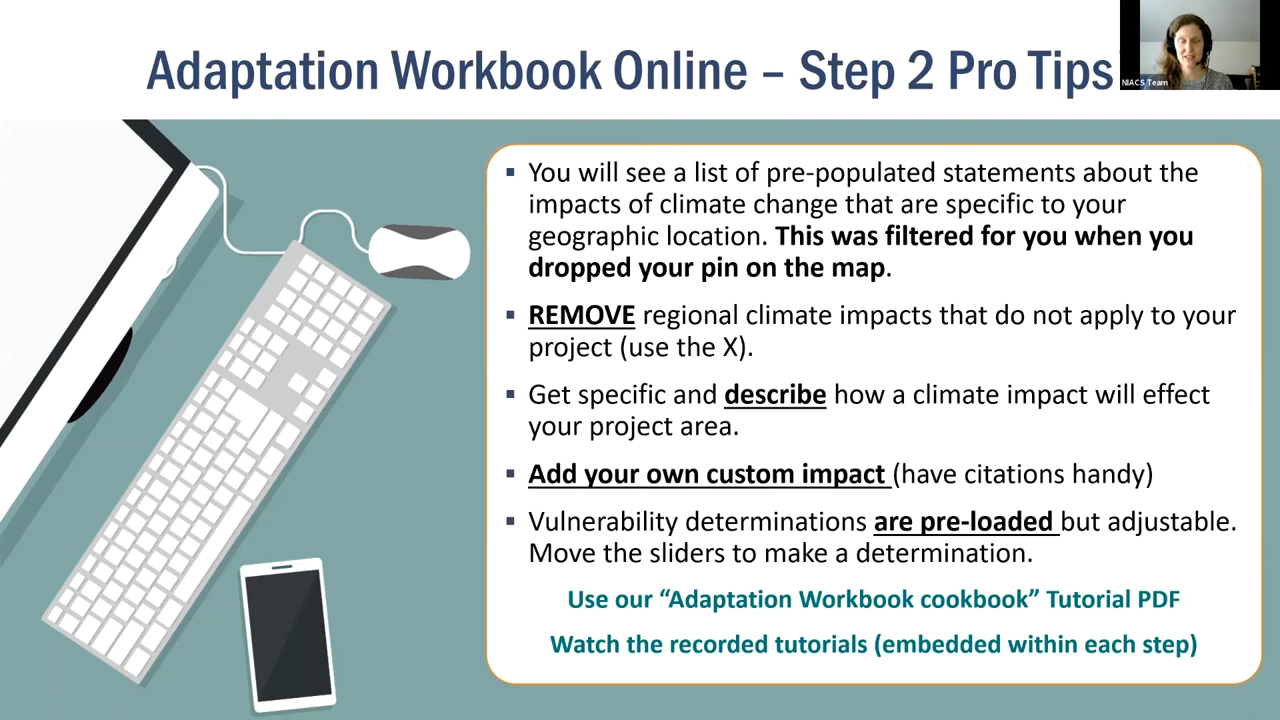 Adaptation Workbook Online – Step 2 Pro Tips
NIACS Team
▪ You will see a list of pre-populated statements about the
impacts of climate change that are specific to your
geographic location. This was filtered for you when you
dropped your pin on the map.
▪ REMOVE regional climate impacts that do not apply to your
project (use the X).
▪ Get specific and describe how a climate impact will effect
your project area.
▪ Add your own custom impact (have citations handy)
▪ Vulnerability determinations are pre-loaded but adjustable.
Move the sliders to make a determination.
Use our “Adaptation Workbook cookbook” Tutorial PDF
Watch the recorded tutorials (embedded within each step)